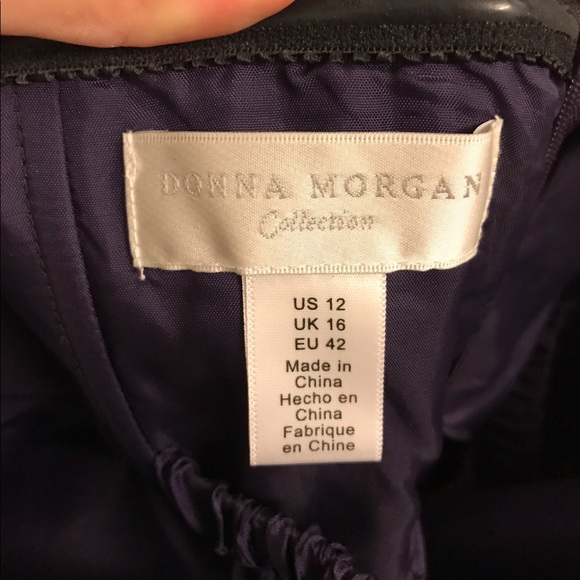 DONNA MORGAN
Collection
US 12
UK 16
EU 42
Made in
China
Hecho en
China
Fabrique
en Chine